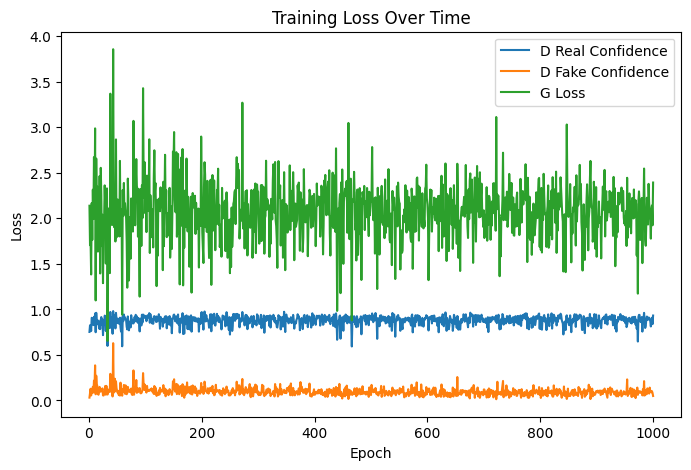 Training Loss Over Time
4.0
3.5
3.0
2.5
2.0
1.5
1.0
0.5
0.0
Loss
D Real Confidence
D Fake Confidence
G Loss
0 200 400 600 800 1000
Epoch